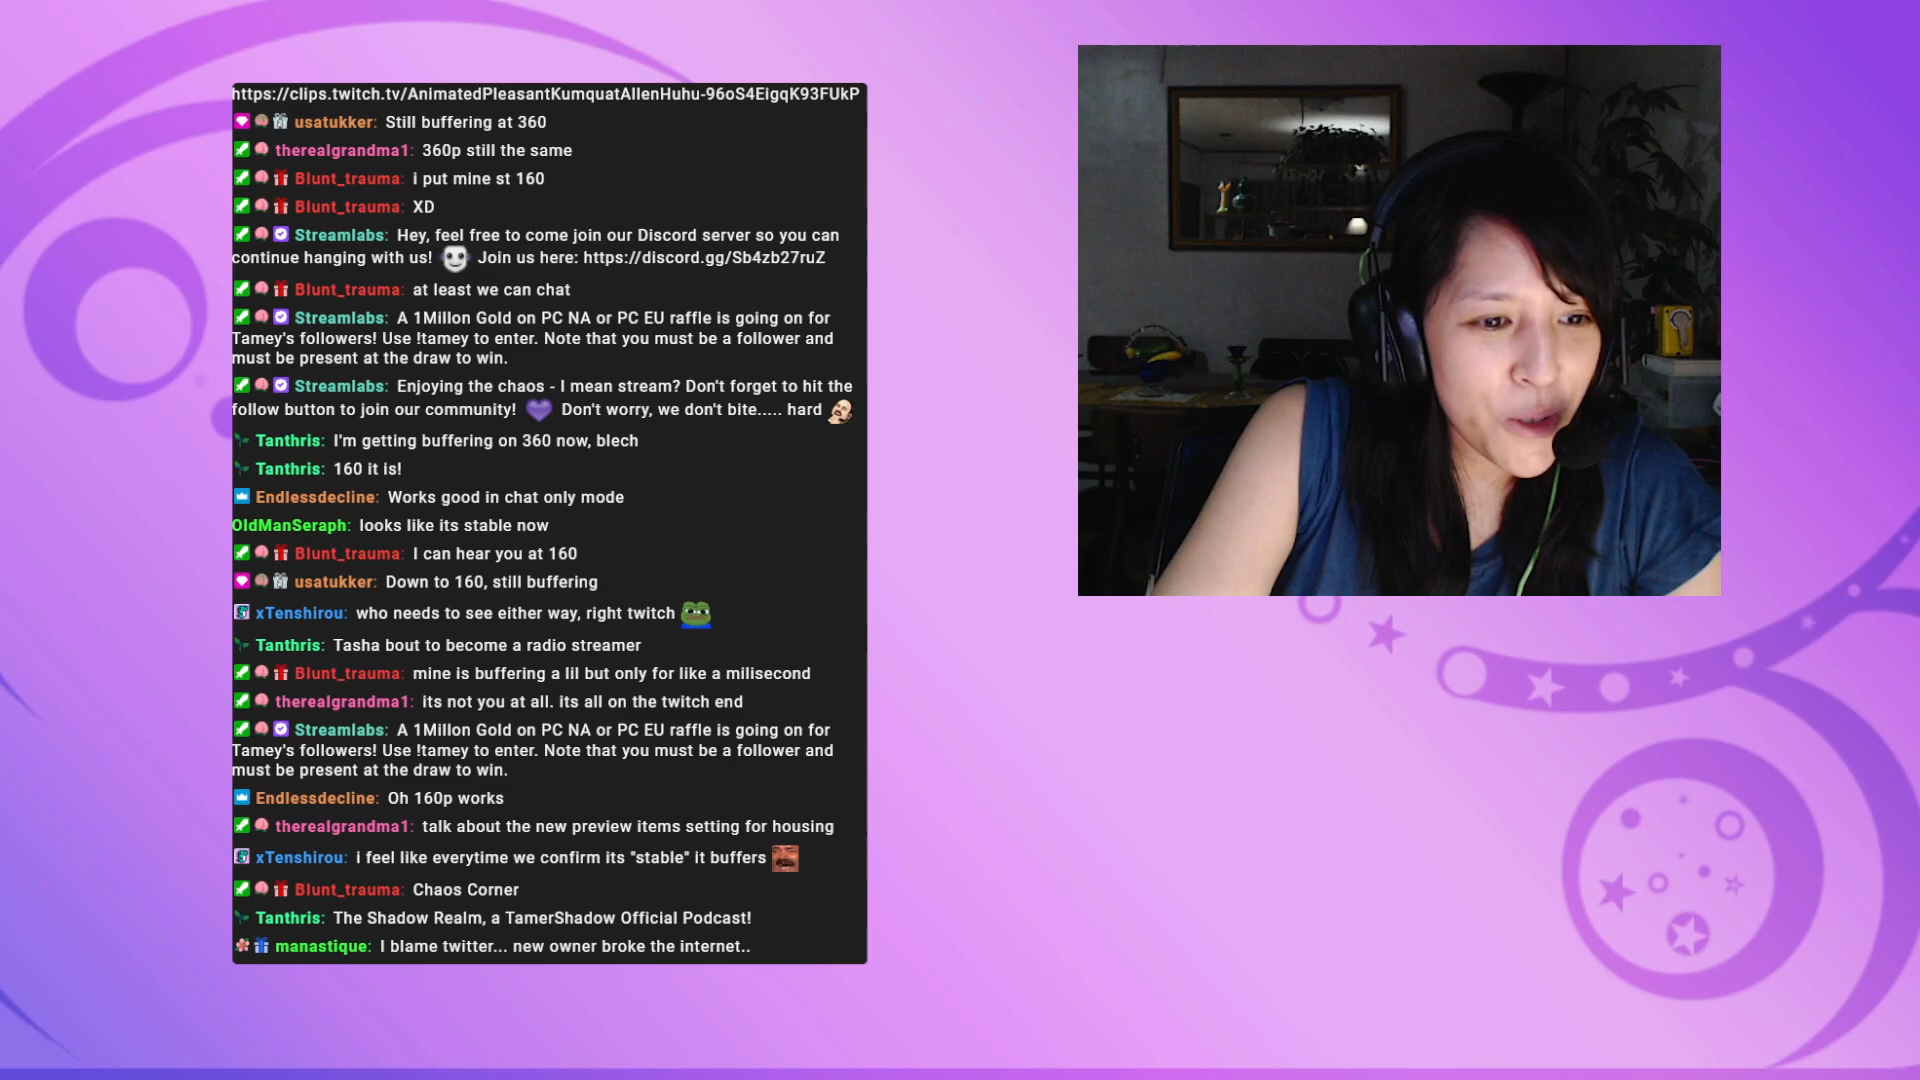 https://clips.twitch.tv/AnimatedPleasantKumquatAllenHuhu-96oS4EigqK93FUkP
usatukker: Still buffering at 360
therealgrandma1: 360p still the same
Blunt_trauma: i put mine st 160
Blunt_trauma: XD
Streamlabs: Hey, feel free to come join our Discord server so you can
continue hanging with us! Join us here: https://discord.gg/Sb4zb27ruZ
Blunt_trauma: at least we can chat
Streamlabs: A 1Millon Gold on PC NA or PC EU raffle is going on for
Tamey's followers! Use !tamey to enter. Note that you must be a follower and
must be present at the draw to win.
Streamlabs: Enjoying the chaos - I mean stream? Don't forget to hit the
follow button to join our community! Don't worry, we don't bite..... hard
Tanthris: I'm getting buffering on 360 now, blech
Tanthris: 160 it is!
Endlessdecline: Works good in chat only mode
OldManSeraph: looks like its stable now
Blunt_trauma: I can hear you at 160
usatukker: Down to 160, still buffering
xTenshirou: who needs to see either way, right twitch
Tanthris: Tasha bout to become a radio streamer
Blunt_trauma: mine is buffering a lil but only for like a milisecond
therealgrandma1: its not you at all. its all on the twitch end
Streamlabs: A 1Millon Gold on PC NA or PC EU raffle is going on for
Tamey's followers! Use !tamey to enter. Note that you must be a follower and
must be present at the draw to win.
Endlessdecline: Oh 160p works
therealgrandma1: talk about the new preview items setting for housing
xTenshirou: i feel like everytime we confirm its "stable" it buffers
Blunt_trauma: Chaos Corner
Tanthris: The Shadow Realm, a TamerShadow Official Podcast!
manastique: I blame twitter... new owner broke the internet..